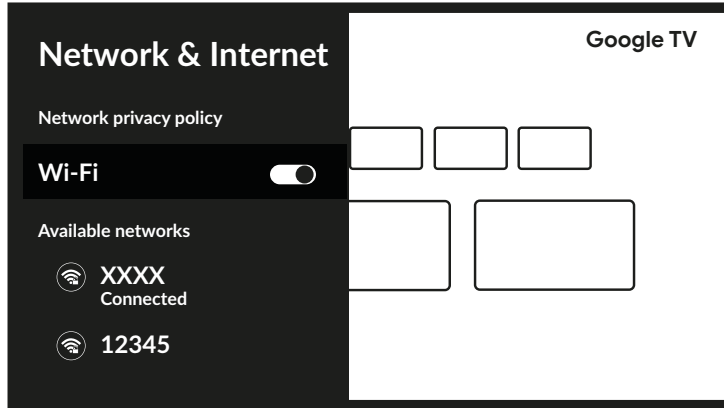 Network & Internet
Google TV
Network privacy policy
Wi-Fi
Available networks
XXXX
Connected
12345